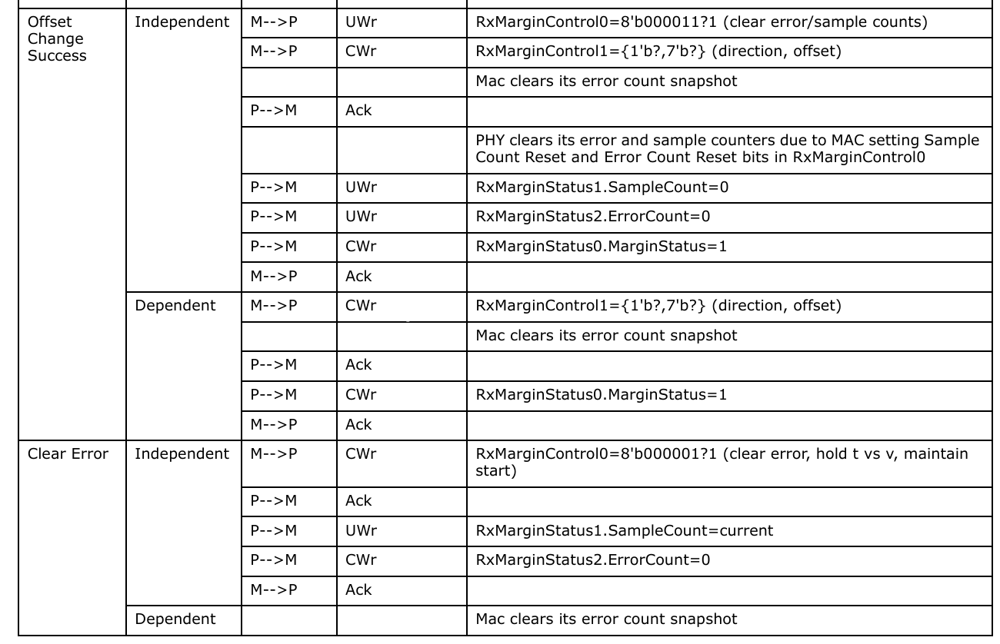 Offset
Change
Success
Independent
M-->P
UWr
RxMarginControl0=8'b000011?1 (clear error/sample counts)
M-->P
CWr
RxMarginControl1={1'b?,7'b?} (direction, offset)
Mac clears its error count snapshot
P-->M
Ack
PHY clears its error and sample counters due to MAC setting Sample
Count Reset and Error Count Reset bits in RxMarginControl0
P-->M
UWr
RxMarginStatus1.SampleCount=0
P-->M
UWr
RxMarginStatus2.ErrorCount=0
P-->M
CWr
RxMarginStatus0.MarginStatus=1
M-->P
Ack
Dependent
M-->P
CWr
RxMarginControl1={1'b?,7'b?} (direction, offset)
Mac clears its error count snapshot
P-->M
Ack
P-->M
CWr
RxMarginStatus0.MarginStatus=1
M-->P
Ack
Clear Error
Independent
M-->P
CWr
RxMarginControl0=8'b000001?1 (clear error, hold t vs v, maintain
start)
P-->M
Ack
P-->M
UWr
RxMarginStatus1.SampleCount=current
P-->M
CWr
RxMarginStatus2.ErrorCount=0
M-->P
Ack
Dependent
Mac clears its error count snapshot